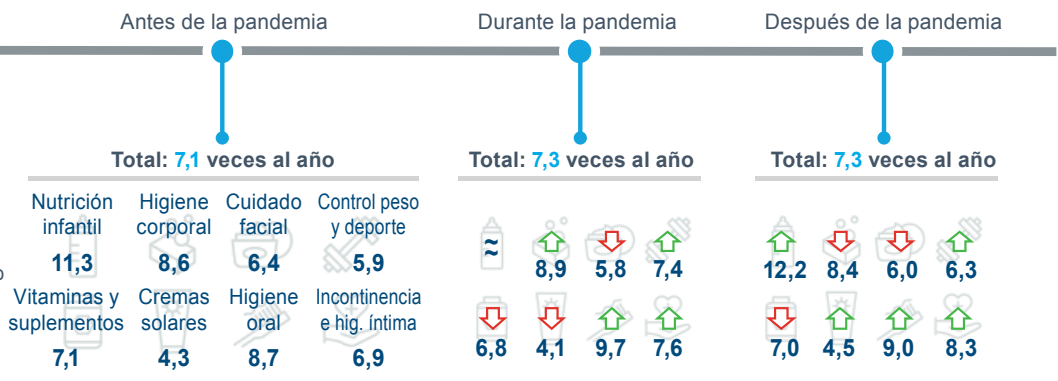 Antes de la pandemia
Durante la pandemia
Después de la pandemia
Total: 7,1 veces al año
Nutrición infantil
11,3
Higiene corporal
8,6
Cuidado facial
6,4
Control peso y deporte
5,9
Vitaminas y suplementos
7,1
Cremas solares
4,3
Higiene oral
8,7
Incontinencia e hig. íntima
6,9
Total: 7,3 veces al año
≈
8,9
5,8
7,4
6,8
4,1
9,7
7,6
Total: 7,3 veces al año
12,2
8,4
6,0
6,3
7,0
4,5
9,0
8,3